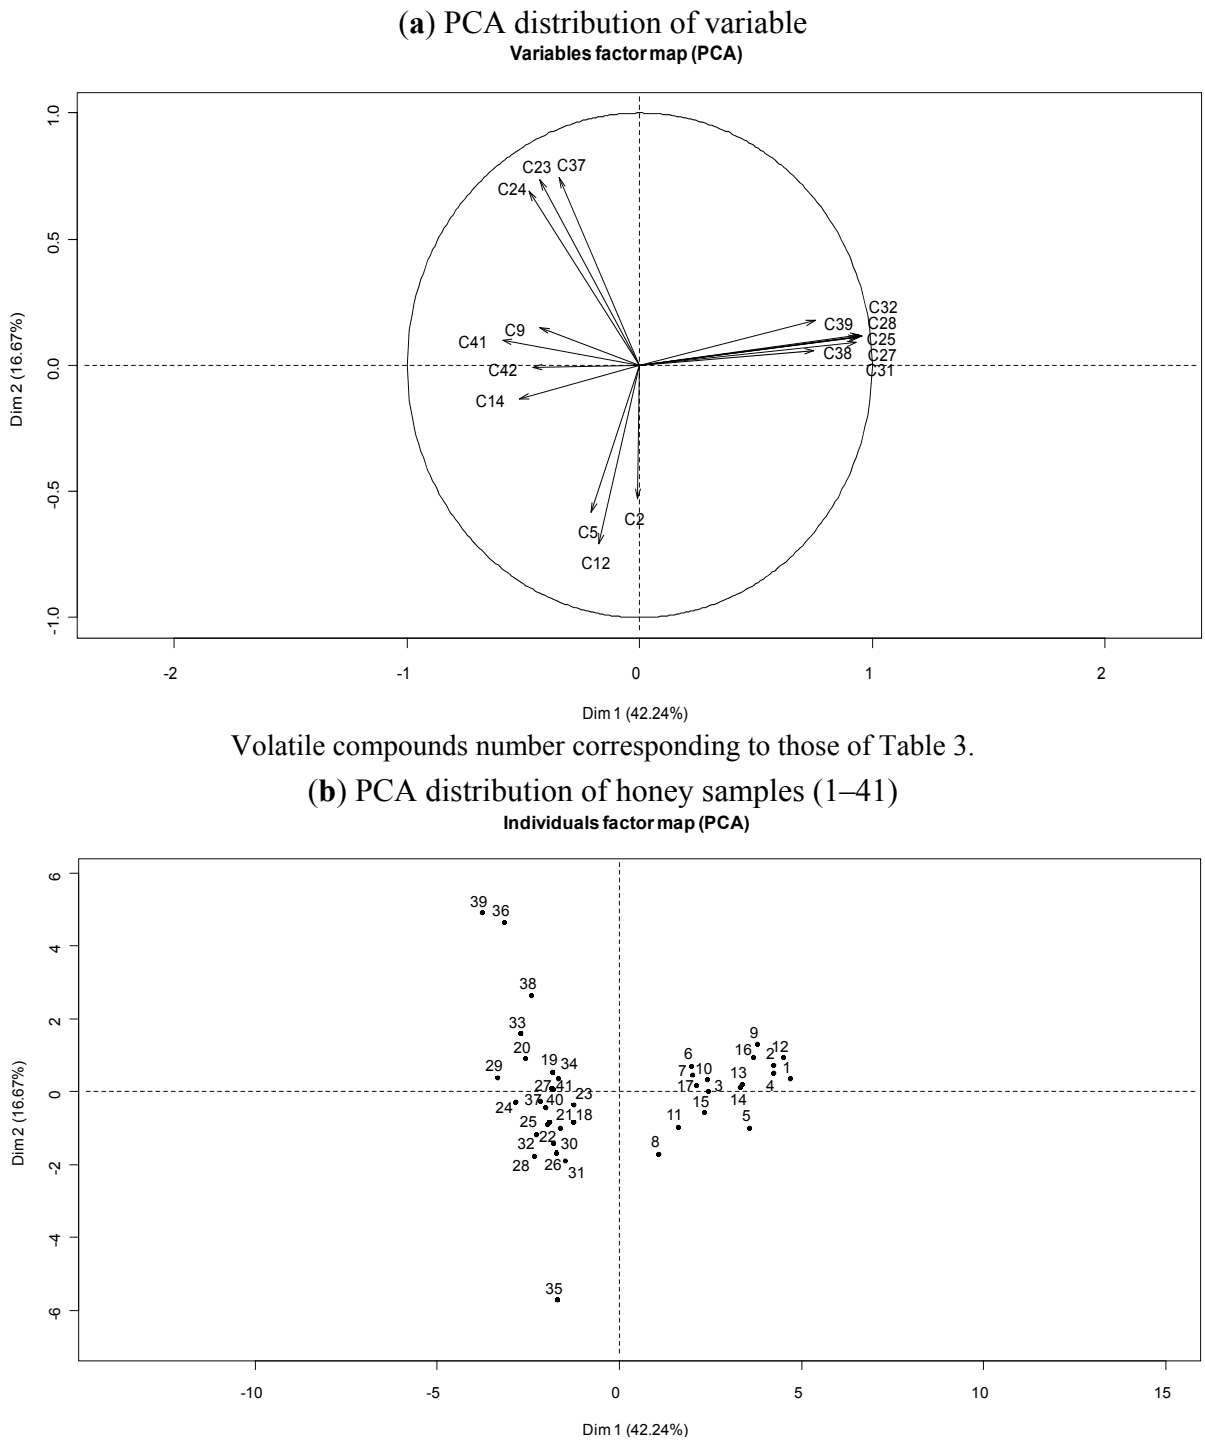 (a) PCA distribution of variable
Variables factor map (PCA)
1.0
C23 C37
C24
0.5
C32
C39 C28
C9
C41
C25
C38 C27
0.0
C42
C31
C14
-0.5
C2
C5
C12
-1.0
Dim 2 (16.67%)
-2 -1 0 1 2
Dim 1 (42.24%)
Volatile compounds number corresponding to those of Table 3.
(b) PCA distribution of honey samples (1–41)
Individuals factor map (PCA)
6
39 36
4
38
2
33 9
20 19 34 6 16 2 12
29 7 10 13 1
27 41 23 17 3 4
0
24 37 40 15 14
25 21 18 11 5
32 22 30 8
-2
28 26 31
-4
35
-6
Dim 2 (16.67%)
-10 -5 0 5 10 15
Dim 1 (42.24%)